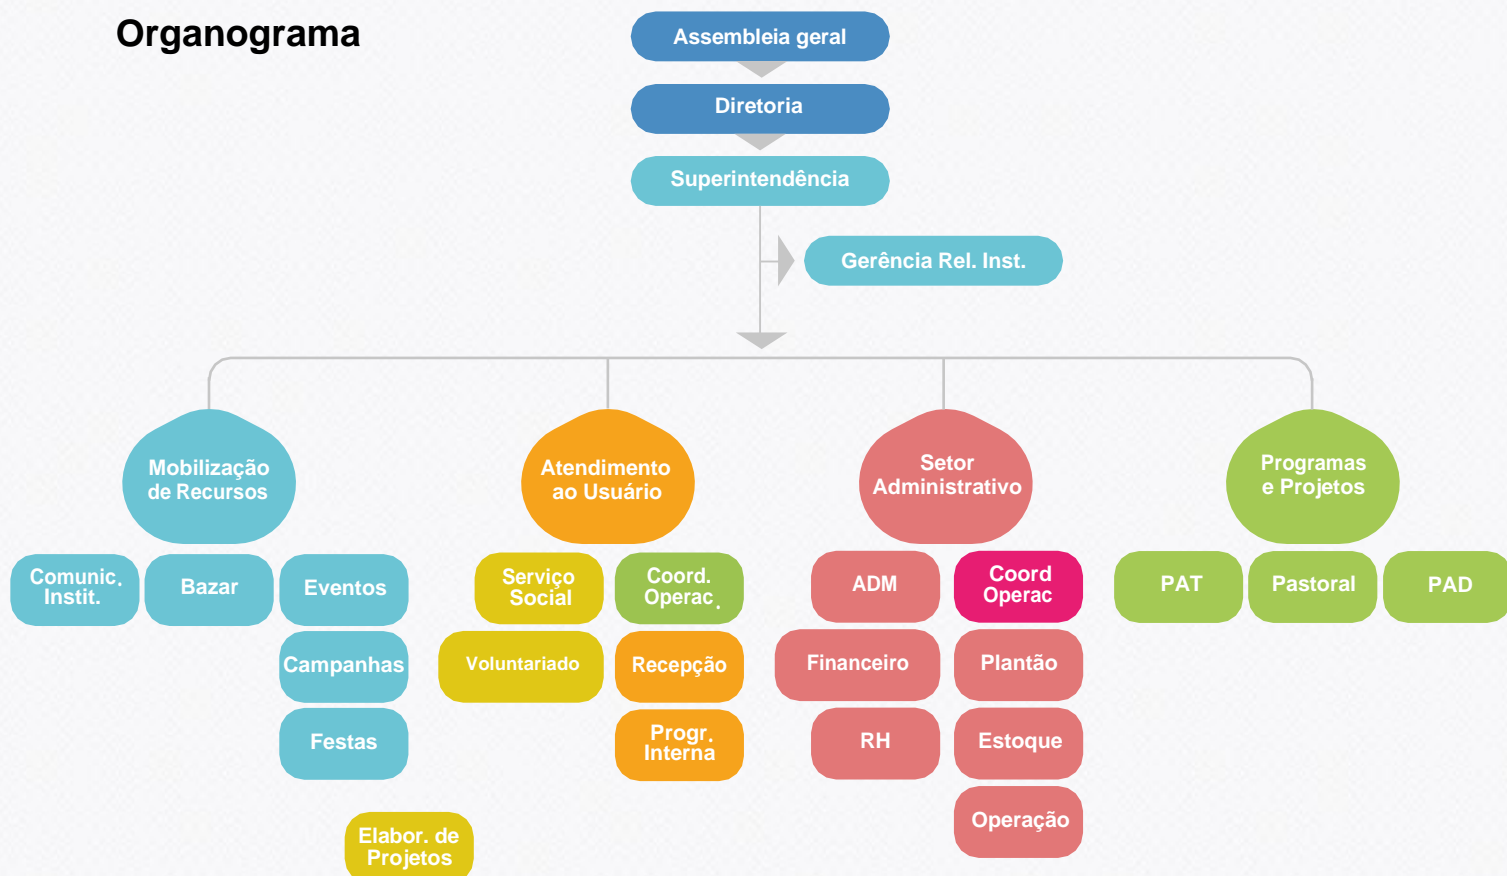 Organograma
Assembleia geral
Diretoria
Superintendência
Gerência Rel. Inst.
Mobilização
de Recursos
Atendimento
ao Usuário
Setor
Administrativo
Programas
e Projetos
Comunic.
Instit.
Bazar
Eventos
Campanhas
Festas
Serviço
Social
Voluntariado
Coord.
Operac.
Recepção
Progr.
Interna
ADM
Financeiro
RH
Coord
Operac
Plantão
Estoque
Operação
PAT
Pastoral
PAD
Elabor. de
Projetos